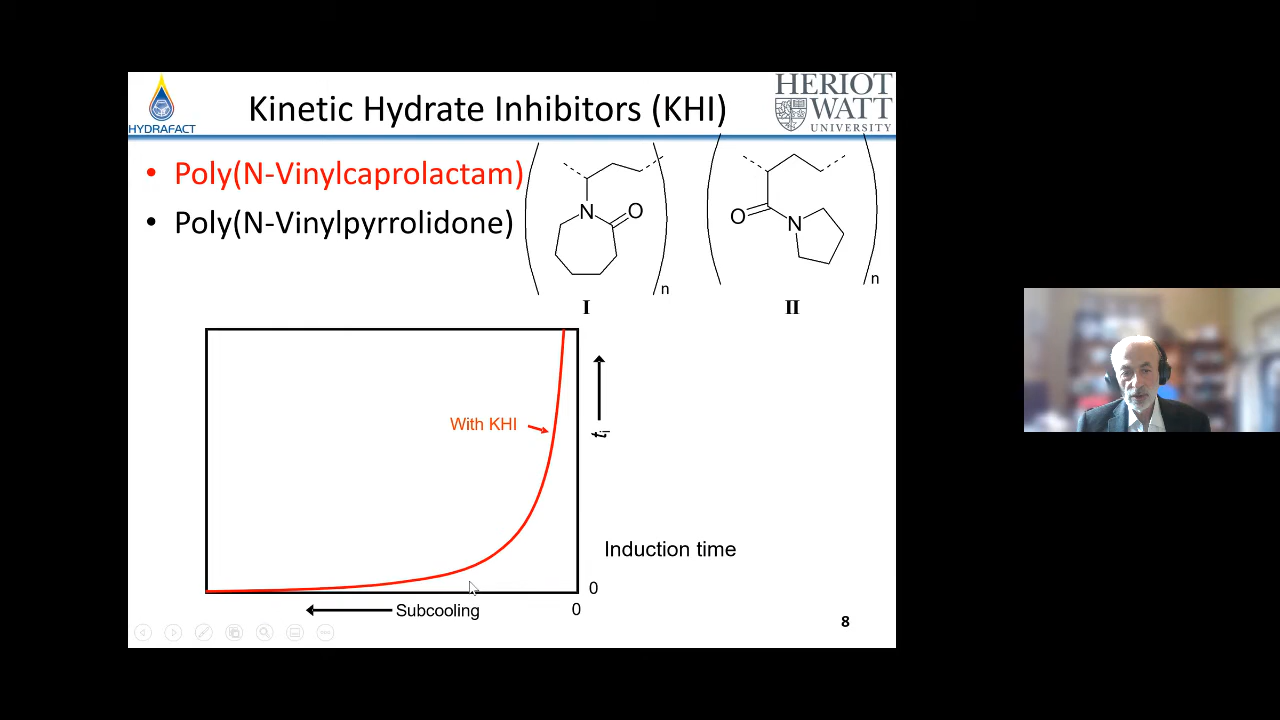 HYDRAFACT
Kinetic Hydrate Inhibitors (KHI)
HERIOT
WATT
UNIVERSITY
• Poly(N-Vinylcaprolactam)
• Poly(N-Vinylpyrrolidone)
N
O
n
I
O
N
n
II
With KHI
ti
Induction time
0
Subcooling
0
8